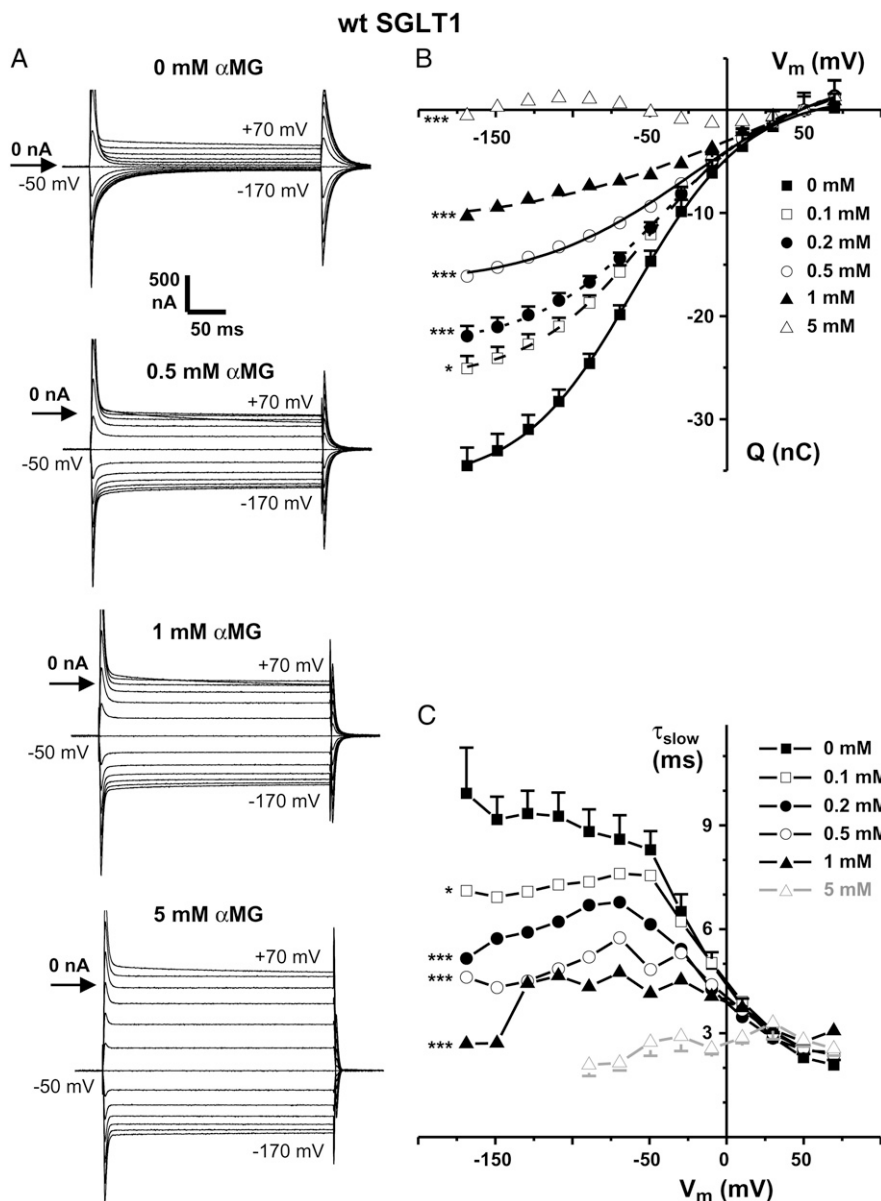 wt SGLT1
A
0 mM αMG
+70 mV
0 nA
-50 mV
-170 mV
500
nA
50 ms
0.5 mM αMG
0 nA
+70 mV
-50 mV
-170 mV
1 mM αMG
0 nA
+70 mV
-50 mV
-170 mV
5 mM αMG
+70 mV
0 nA
-50 mV
-170 mV
B
Vm (mV)
***
-150
-50
50
***
-10
***
***
-20
*
-30
0 mM
0.1 mM
0.2 mM
0.5 mM
1 mM
5 mM
Q (nC)
C
τslow
(ms)
0 mM
0.1 mM
0.2 mM
0.5 mM
1 mM
5 mM
9
*
6
***
***
3
***
-150
-100
-50
0
50
Vm (mV)